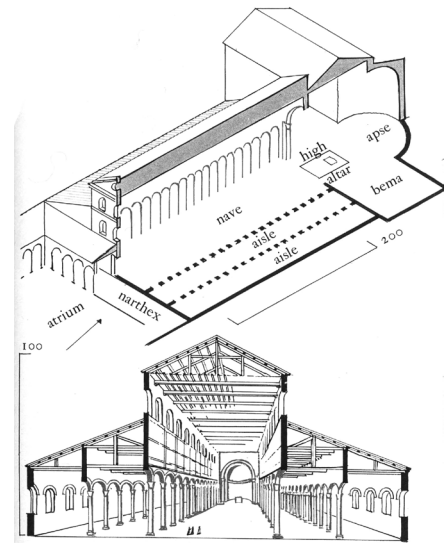 apse
high
altar
bema
nave
aisle
aisle
200
narthex
atrium
100